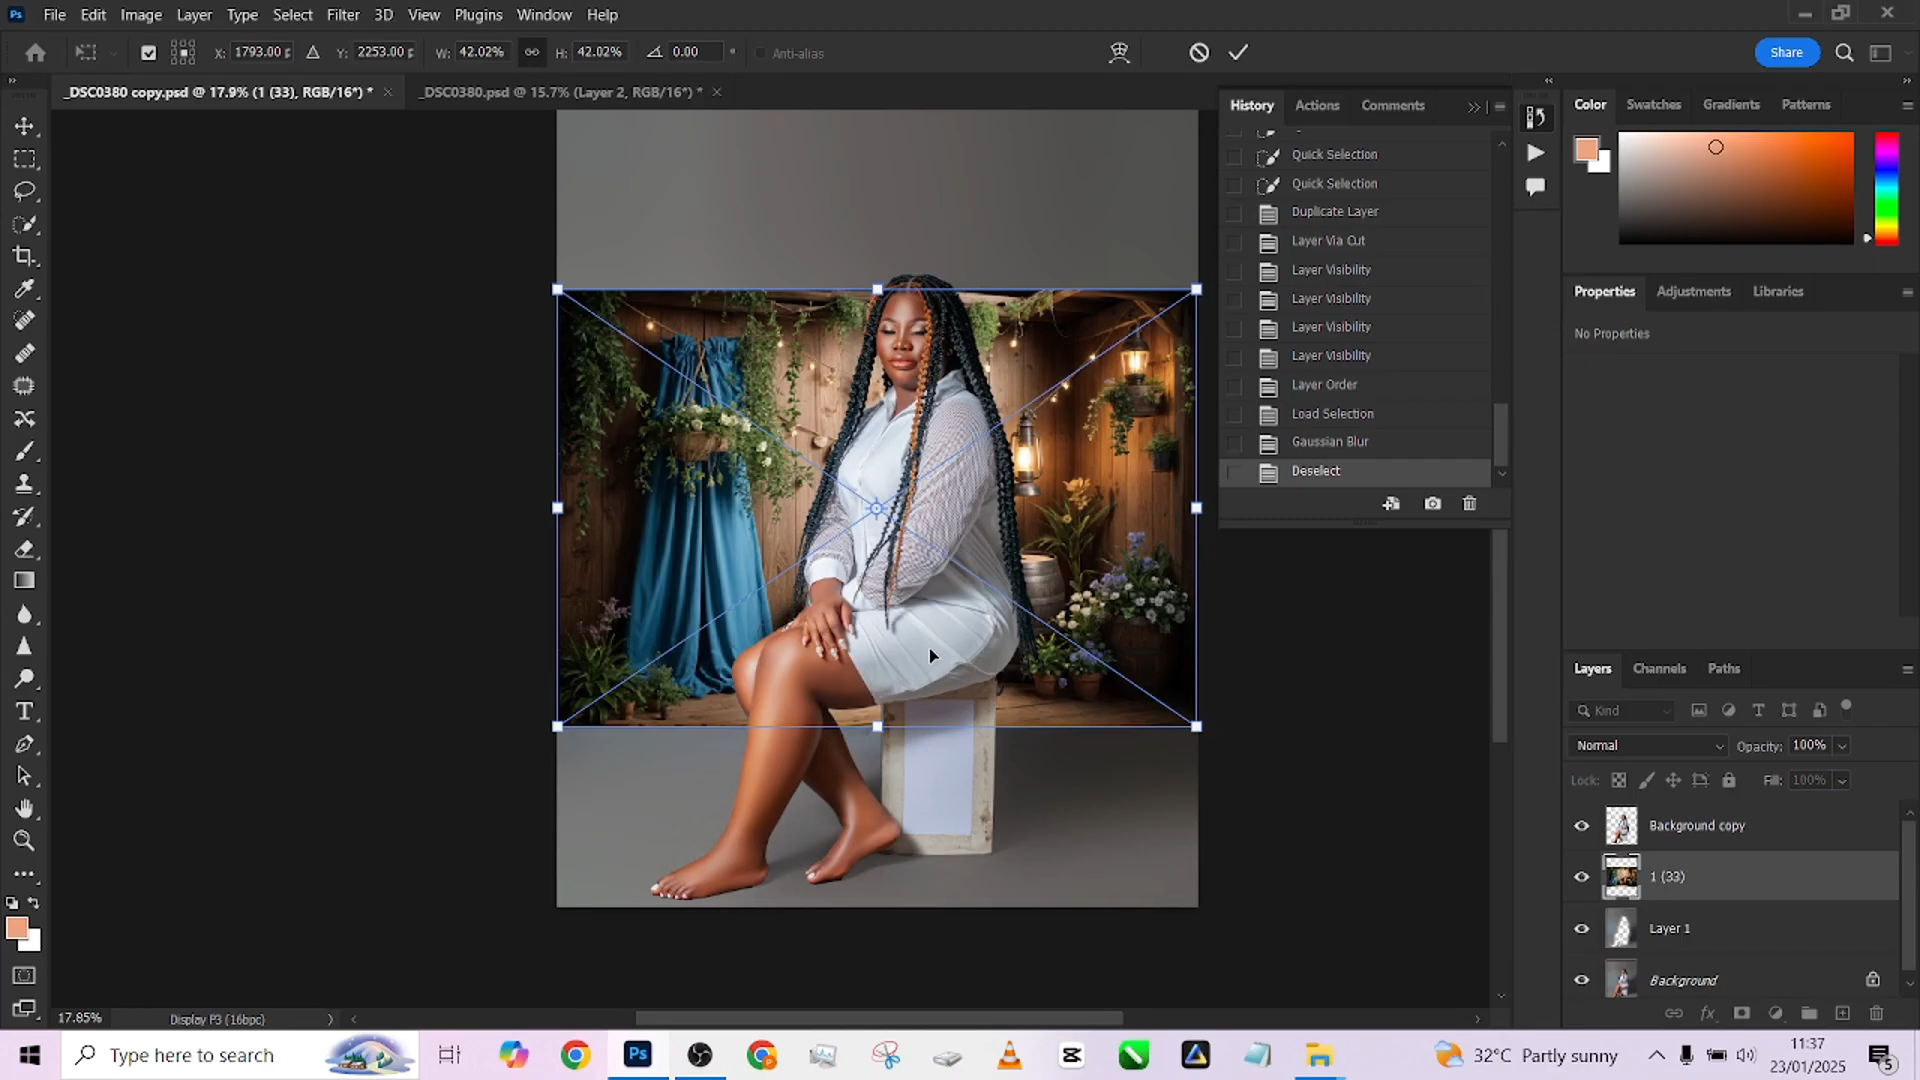 File Edit Image Layer Type Select Filter 3D View Plugins Window Help
X: 1793.00 Y: 2253.00 W: 42.02% H: 42.02% 0.00 ° Anti-alias Share
_DSC0380 copy.psd @ 17.9% (1 (33), RGB/16*) * _DSC0380.psd @ 15.7% (Layer 2, RGB/16*) *
History Actions Comments
Quick Selection
Quick Selection
Duplicate Layer
Layer Via Cut
Layer Visibility
Layer Visibility
Layer Visibility
Layer Visibility
Layer Order
Load Selection
Gaussian Blur
Deselect
Color Swatches Gradients Patterns
Properties Adjustments Libraries
No Properties
Layers Channels Paths
Kind
Normal Opacity: 100%
Lock: Fill: 100%
Background copy
1 (33)
Layer 1
Background
17.85% Display P3 (16bpc)
Type here to search
32°C Partly sunny
11:37
23/01/2025
5